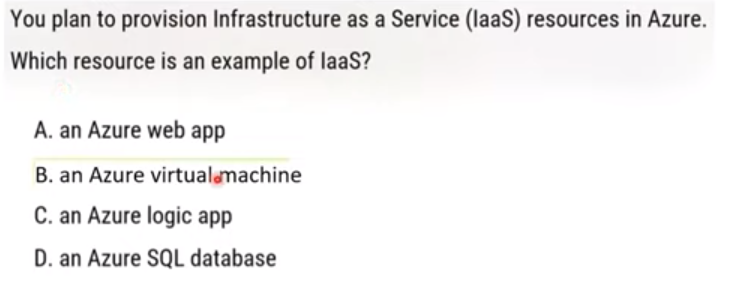 You plan to provision Infrastructure as a Service (IaaS) resources in Azure.
Which resource is an example of IaaS?
A. an Azure web app
B. an Azure virtual machine
C. an Azure logic app
D. an Azure SQL database